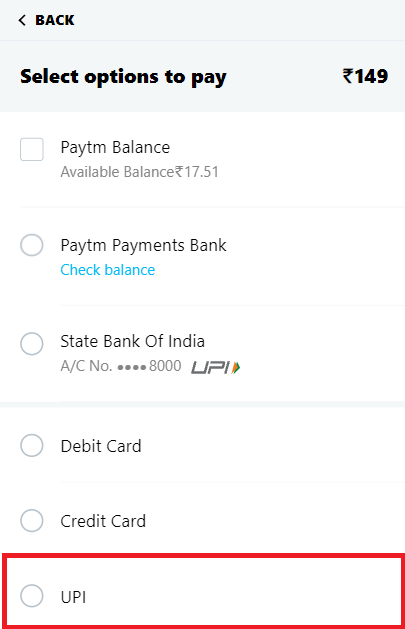 BACK
Select options to pay ₹149
Paytm Balance
Available Balance₹17.51
Paytm Payments Bank
Check balance
State Bank Of India
A/C No. ●●●● 8000 UPI
Debit Card
Credit Card
UPI